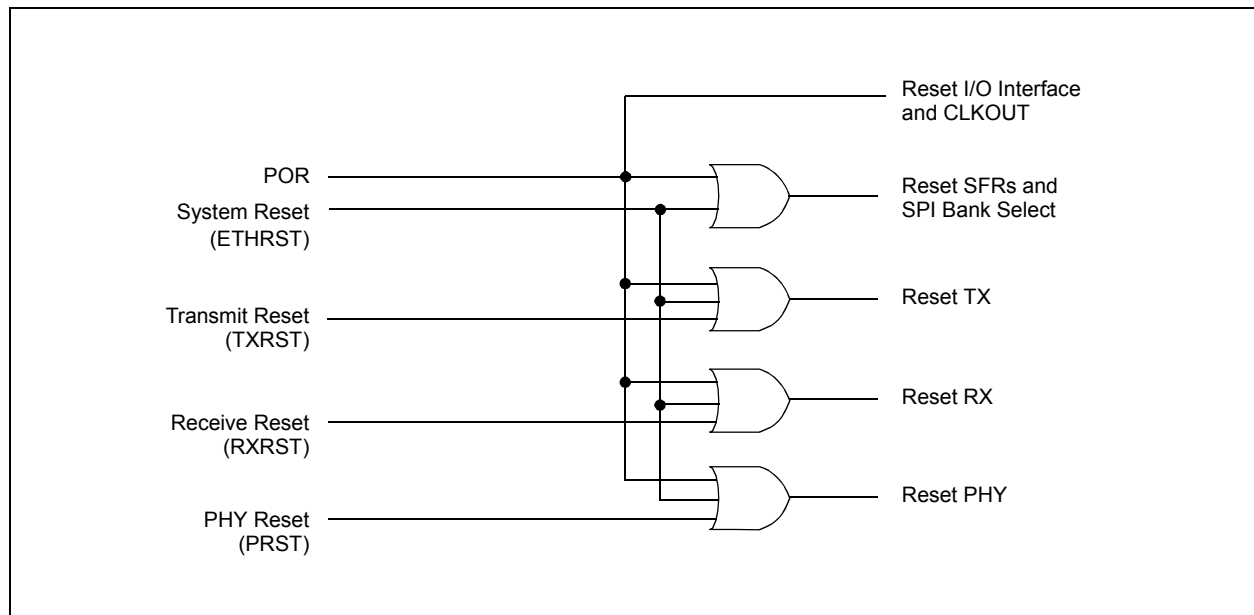 Reset I/O Interface
and CLKOUT
POR
System Reset
(ETHRST)
Reset SFRs and
SPI Bank Select
Transmit Reset
(TXRST)
Reset TX
Receive Reset
(RXRST)
Reset RX
PHY Reset
(PRST)
Reset PHY